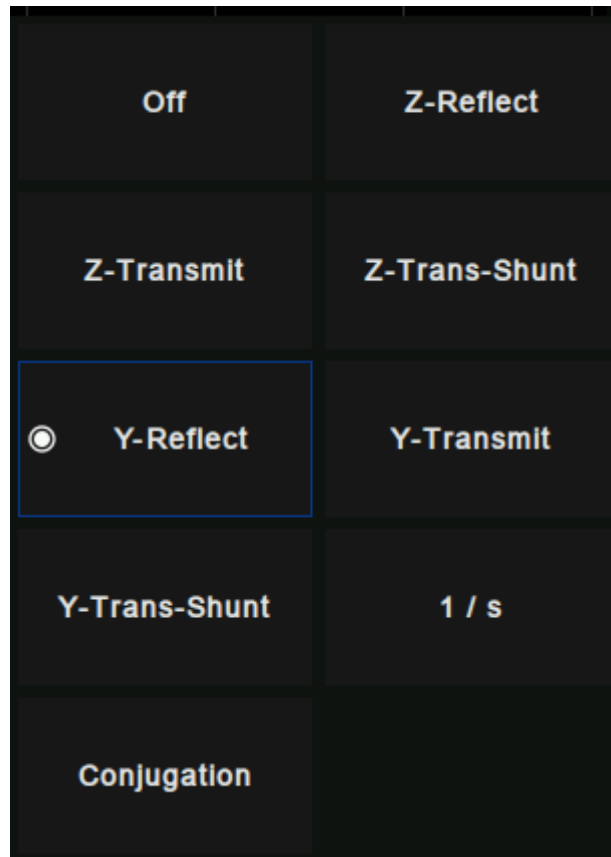 Off
Z-Reflect
Z-Transmit
Z-Trans-Shunt
Y-Reflect
Y-Transmit
Y-Trans-Shunt
1 / s
Conjugation